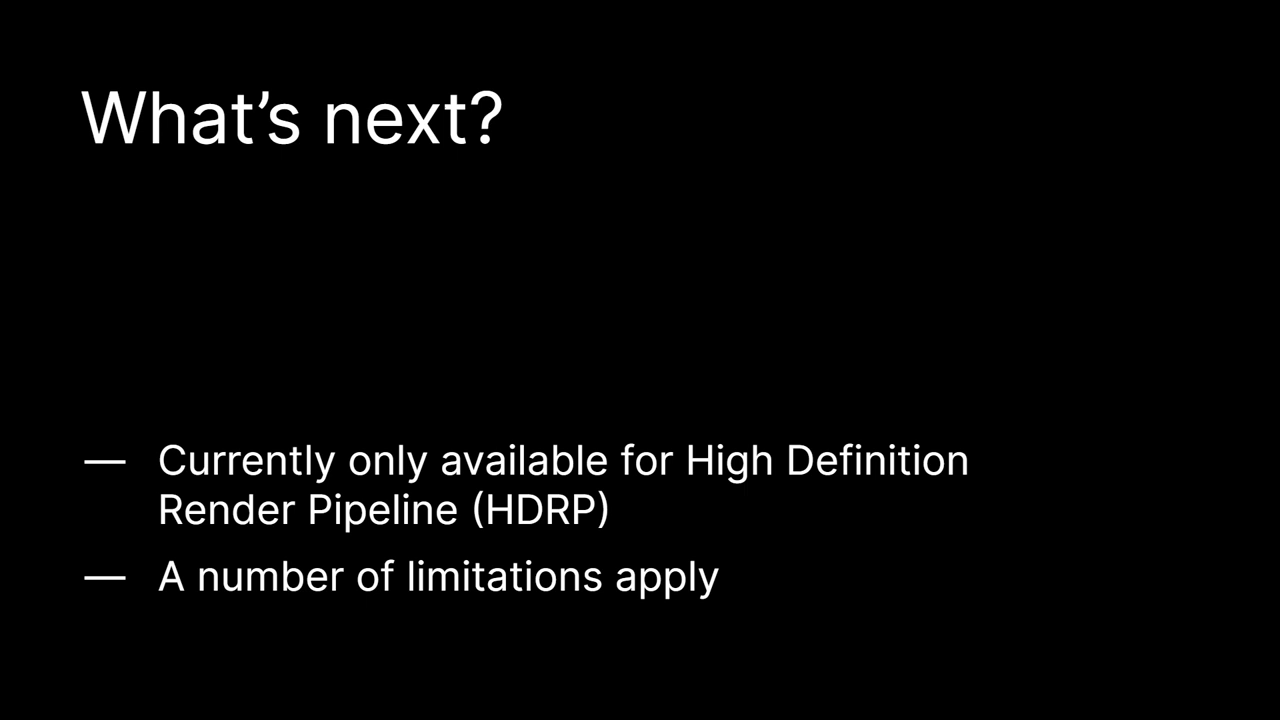 What’s next?
— Currently only available for High Definition
Render Pipeline (HDRP)
— A number of limitations apply